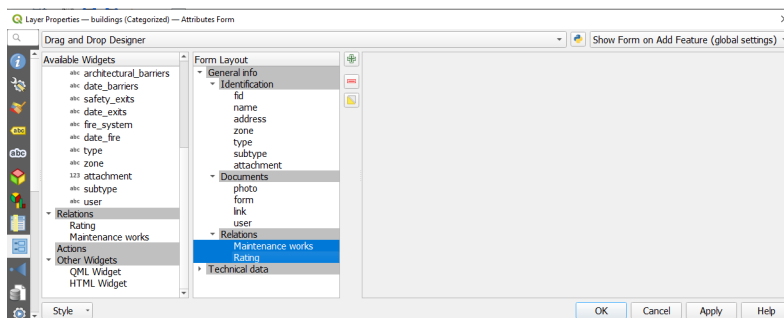 Layer Properties — buildings (Categorized) — Attributes Form
Drag and Drop Designer
Show Form on Add Feature (global settings)
Available Widgets
abc architectural_barriers
abc date_barriers
abc safety_exits
abc date_exits
abc fire_system
abc date_fire
abc type
abc zone
123 attachment
abc subtype
abc user
Relations
Rating
Maintenance works
Actions
Other Widgets
QML Widget
HTML Widget
Form Layout
General info
Identification
fid
name
address
zone
type
subtype
attachment
Documents
photo
form
link
user
Relations
Maintenance works
Rating
Technical data
abc
abc
Style
OK
Cancel
Apply
Help